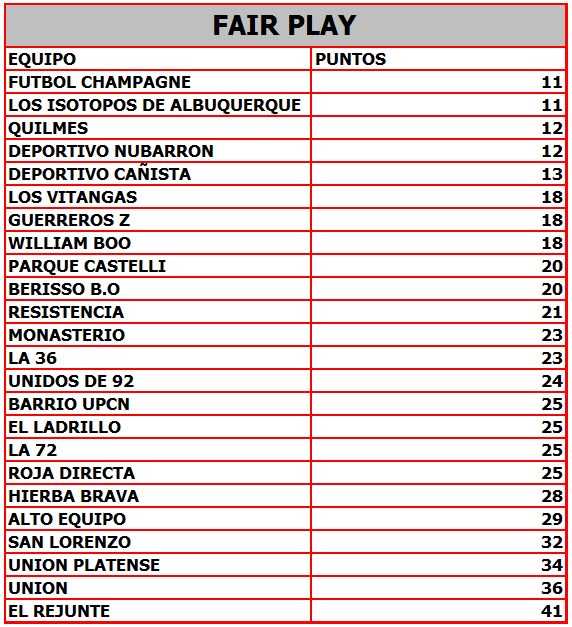 FAIR PLAY
EQUIPO PUNTOS
FUTBOL CHAMPAGNE 11
LOS ISOTOPOS DE ALBUQUERQUE 11
QUILMES 12
DEPORTIVO NUBARRON 12
DEPORTIVO CAÑISTA 13
LOS VITANGAS 18
GUERREROS Z 18
WILLIAM BOO 18
PARQUE CASTELLI 20
BERISSO B.O 20
RESISTENCIA 21
MONASTERIO 23
LA 36 23
UNIDOS DE 92 24
BARRIO UPCN 25
EL LADRILLO 25
LA 72 25
ROJA DIRECTA 25
HIERBA BRAVA 28
ALTO EQUIPO 29
SAN LORENZO 32
UNION PLATENSE 34
UNION 36
EL REJUNTE 41